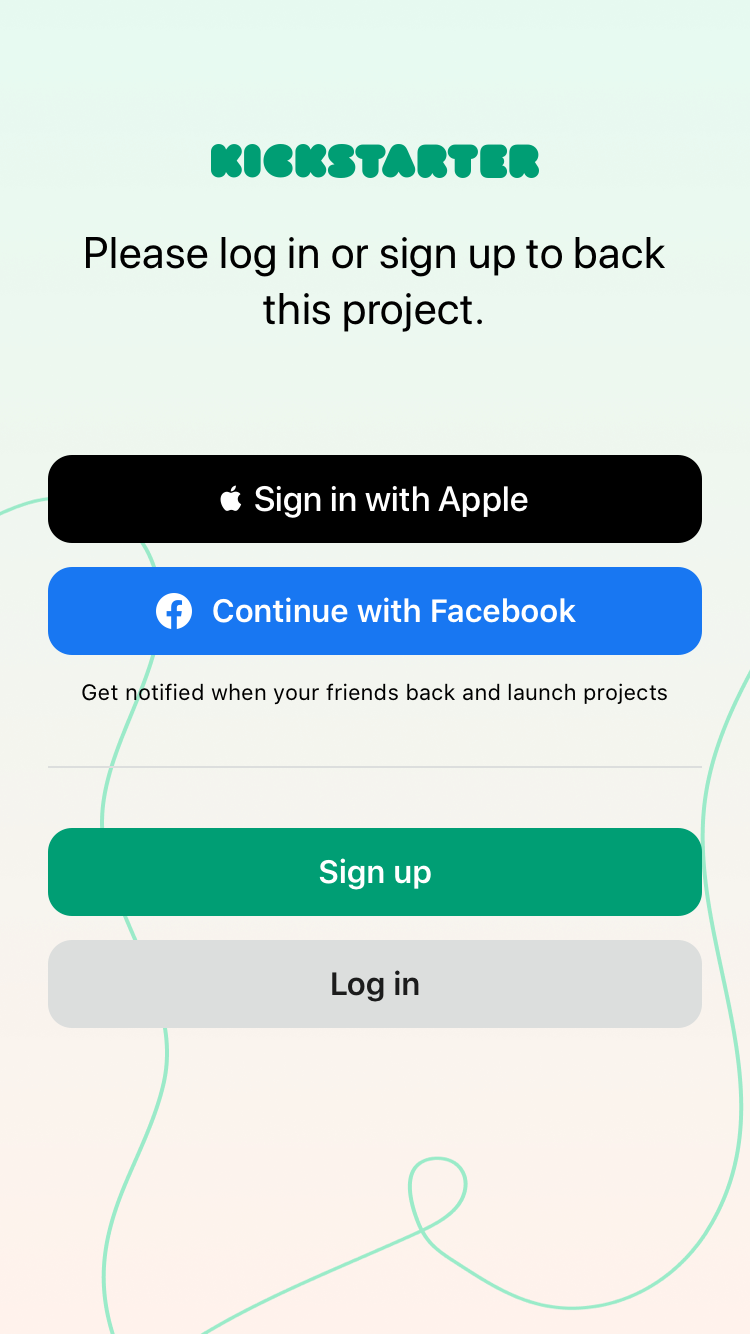 KICKSTARTER
Please log in or sign up to back
this project.
Sign in with Apple
Continue with Facebook
Get notified when your friends back and launch projects
Sign up
Log in